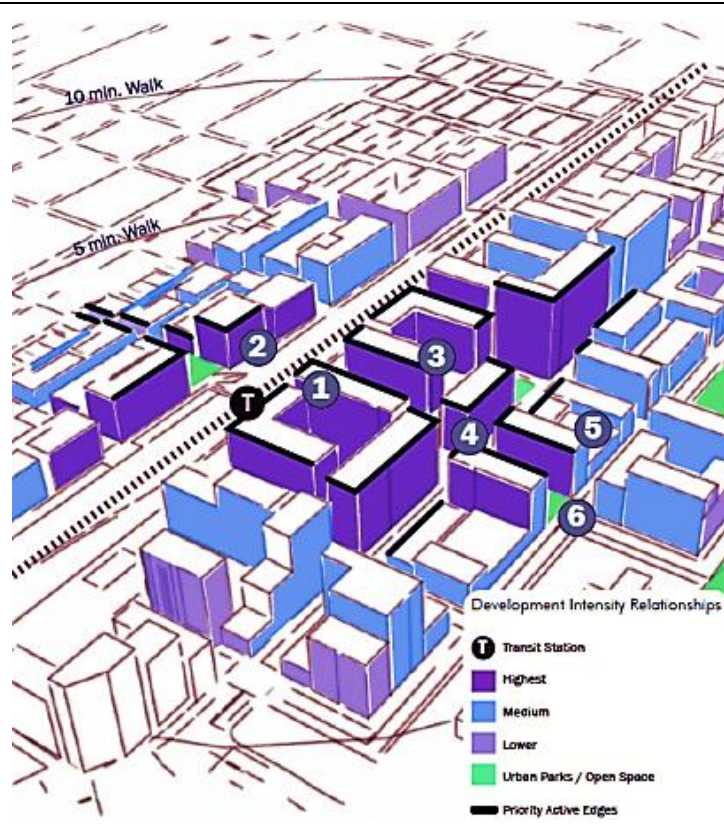 10 min. Walk
5 min. Walk
2
3
1
T
4
5
6
Development Intensity Relationships
T Transit Station
Highest
Medium
Lower
Urban Parks / Open Space
Priority Active Edges